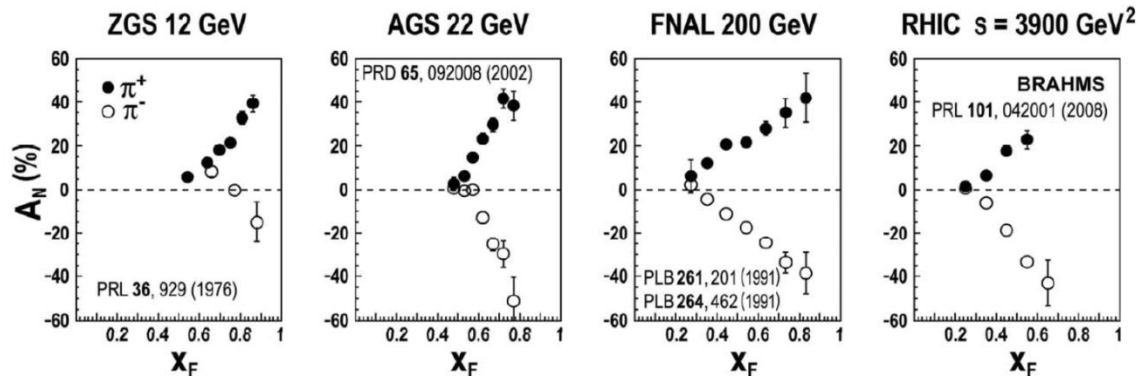 ZGS 12 GeV
AGS 22 GeV
FNAL 200 GeV
RHIC s = 3900 GeV²
A_N (%)
60
40
20
0
-20
-40
-60
π⁺
π⁻
PRL 36, 929 (1976)
0.2 0.4 0.6 0.8 1
X_F
60
40
20
0
-20
-40
-60
PRD 65, 092008 (2002)
0.2 0.4 0.6 0.8 1
X_F
60
40
20
0
-20
-40
-60
PLB 261, 201 (1991)
PLB 264, 462 (1991)
0.2 0.4 0.6 0.8 1
X_F
60
40
20
0
-20
-40
-60
BRAHMS
PRL 101, 042001 (2008)
0.2 0.4 0.6 0.8 1
X_F